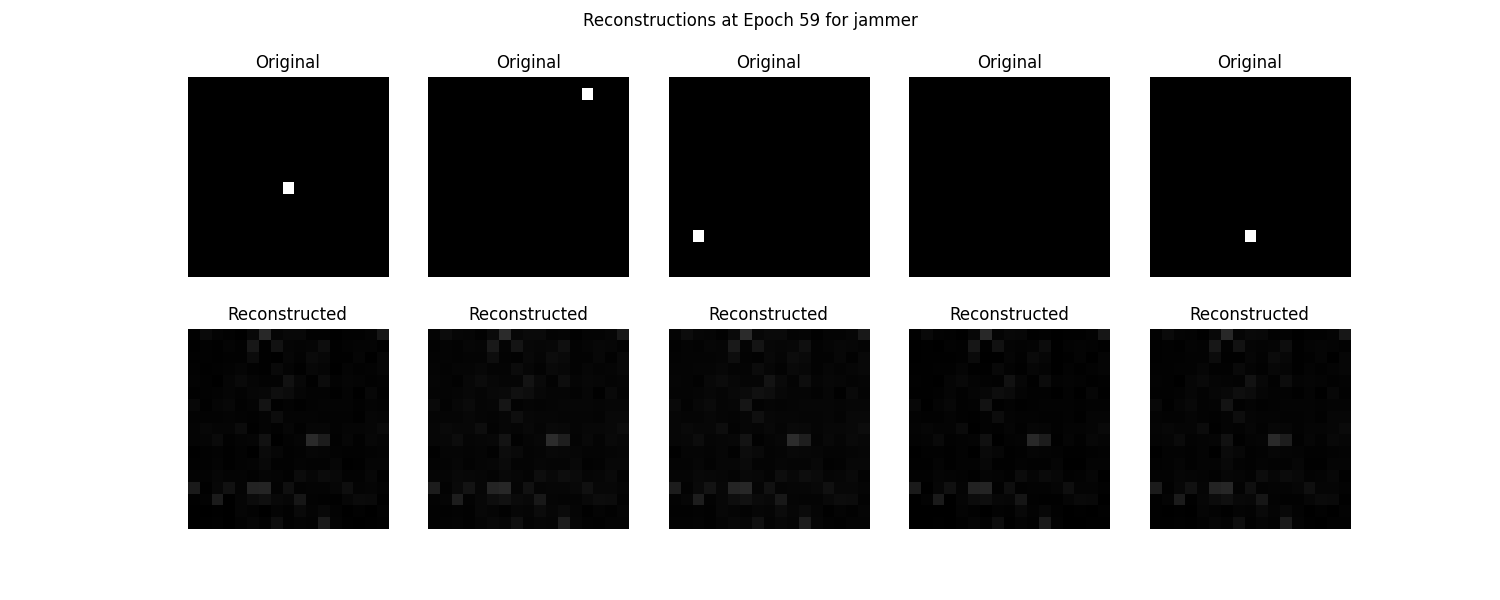 Reconstructions at Epoch 59 for jammer
Original Original Original Original Original
Reconstructed Reconstructed Reconstructed Reconstructed Reconstructed